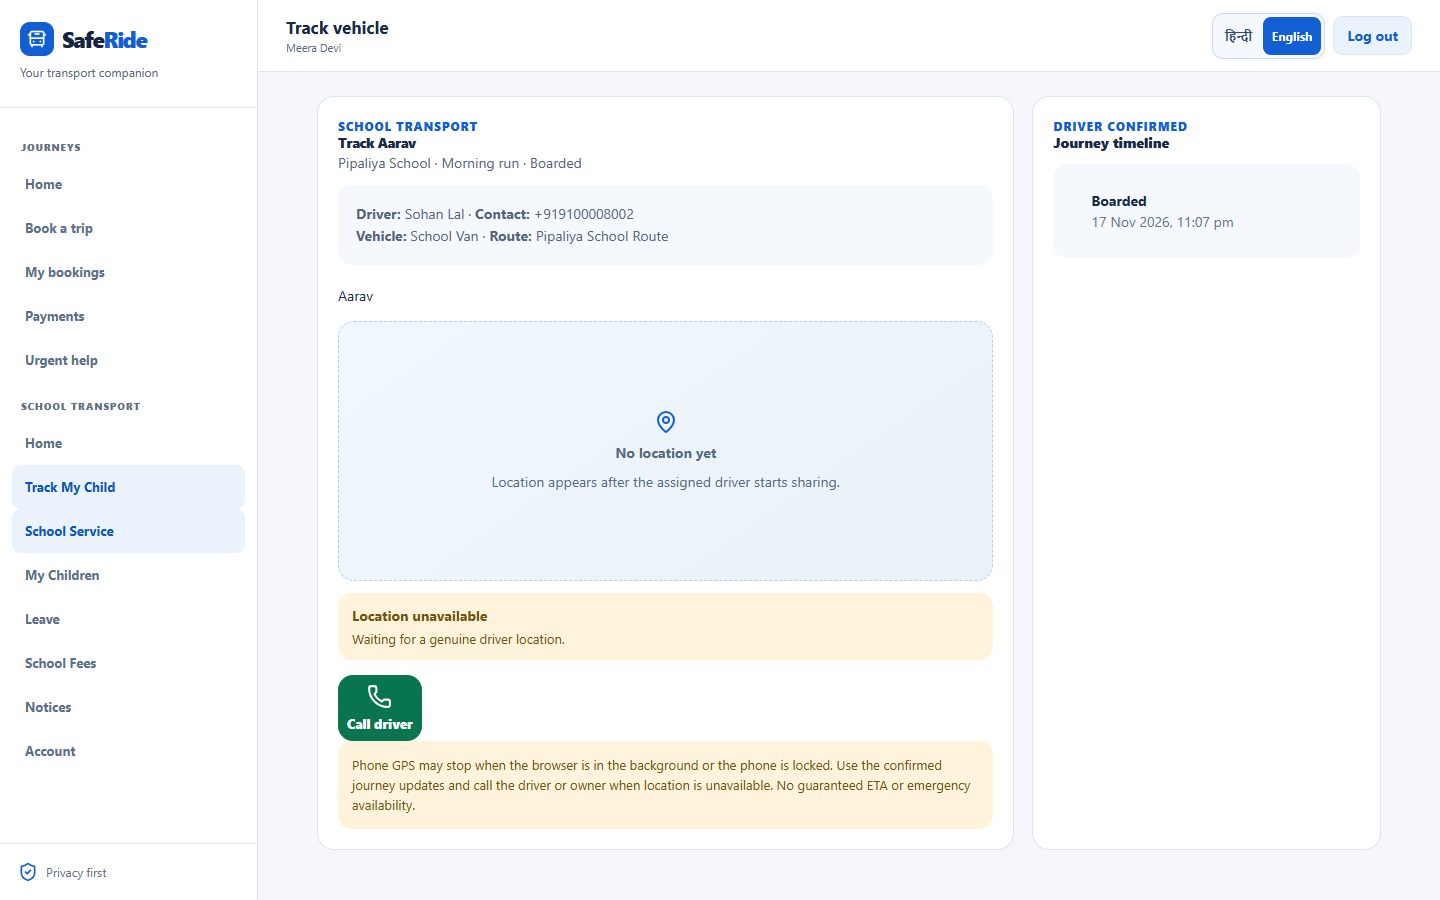 SafeRide
Your transport companion
JOURNEYS
Home
Book a trip
My bookings
Payments
Urgent help
SCHOOL TRANSPORT
Home
Track My Child
School Service
My Children
Leave
School Fees
Notices
Account
Privacy first
Track vehicle
Meera Devi
हिन्दी
English
Log out
SCHOOL TRANSPORT
Track Aarav
Pipaliya School · Morning run · Boarded
Driver: Sohan Lal · Contact: +919100008002
Vehicle: School Van · Route: Pipaliya School Route
Aarav
No location yet
Location appears after the assigned driver starts sharing.
Location unavailable
Waiting for a genuine driver location.
Call driver
Phone GPS may stop when the browser is in the background or the phone is locked. Use the confirmed
journey updates and call the driver or owner when location is unavailable. No guaranteed ETA or emergency
availability.
DRIVER CONFIRMED
Journey timeline
Boarded
17 Nov 2026, 11:07 pm